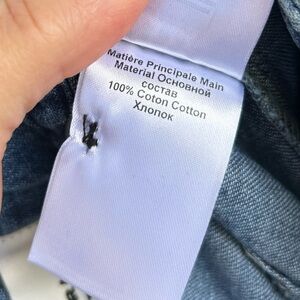 Matière Principale Main
Material Основной
состав
100% Coton Cotton
Хлопок